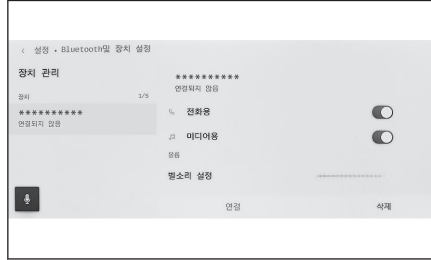 < 설정 • Bluetooth및 장치 설정
장치 관리
장치 1/5
**********
연결되지 않음
**********
연결되지 않음
전화용
미디어용
볼륨
벨소리 설정
연결 삭제